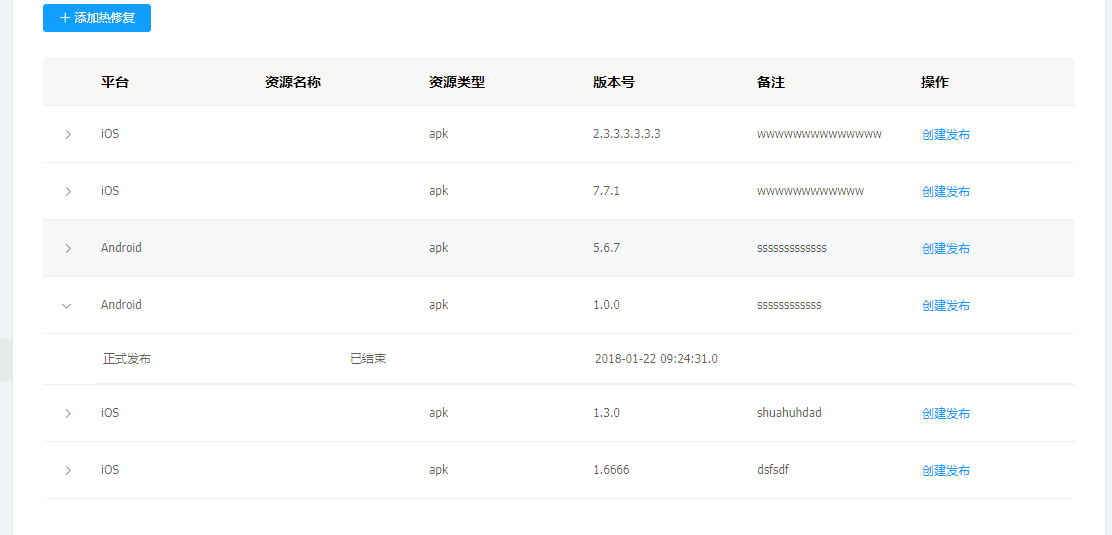 + 添加热修复
平台 资源名称 资源类型 版本号 备注 操作
iOS apk 2.3.3.3.3.3.3 wwwwwwwwwwwwww 创建发布
iOS apk 7.7.1 wwwwwwwwwwww 创建发布
Android apk 5.6.7 sssssssssssss 创建发布
Android apk 1.0.0 ssssssssssss 创建发布
正式发布 已结束 2018-01-22 09:24:31.0
iOS apk 1.3.0 shuahuhdad 创建发布
iOS apk 1.6666 dsfsdf 创建发布